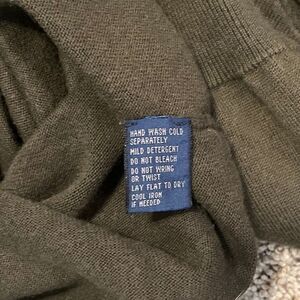 HAND WASH COLD
SEPARATELY
MILD DETERGENT
DO NOT BLEACH
DO NOT WRING
OR TWIST
LAY FLAT TO DRY
COOL IRON
IF NEEDED